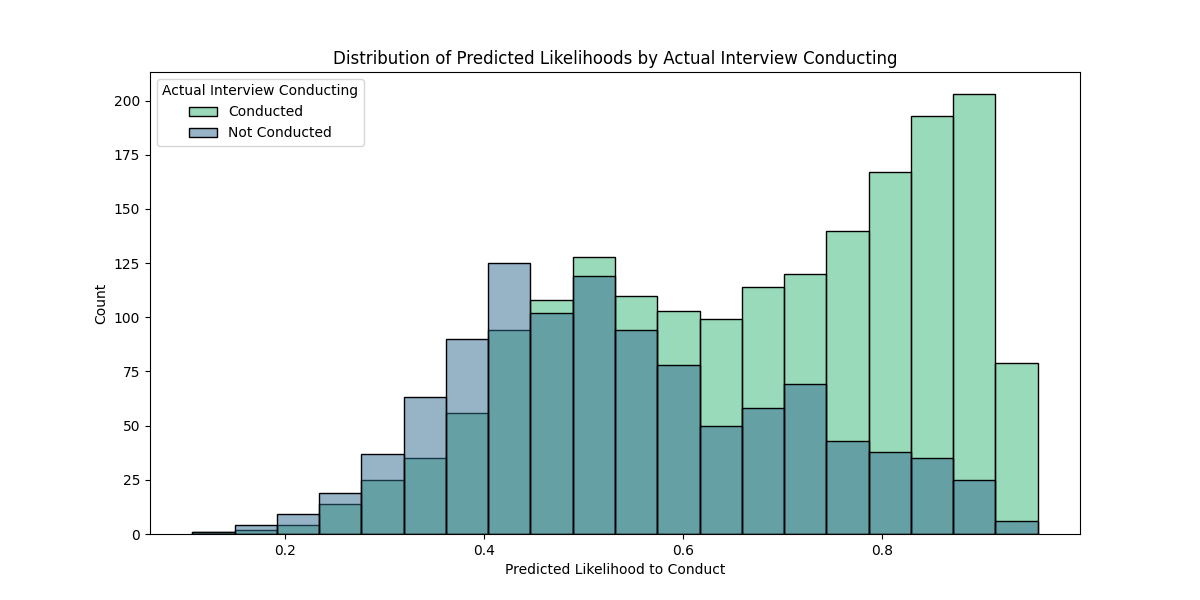 Distribution of Predicted Likelihoods by Actual Interview Conducting
Actual Interview Conducting
Conducted
Not Conducted
200
175
150
125
100
75
50
25
0
Count
0.2 0.4 0.6 0.8
Predicted Likelihood to Conduct